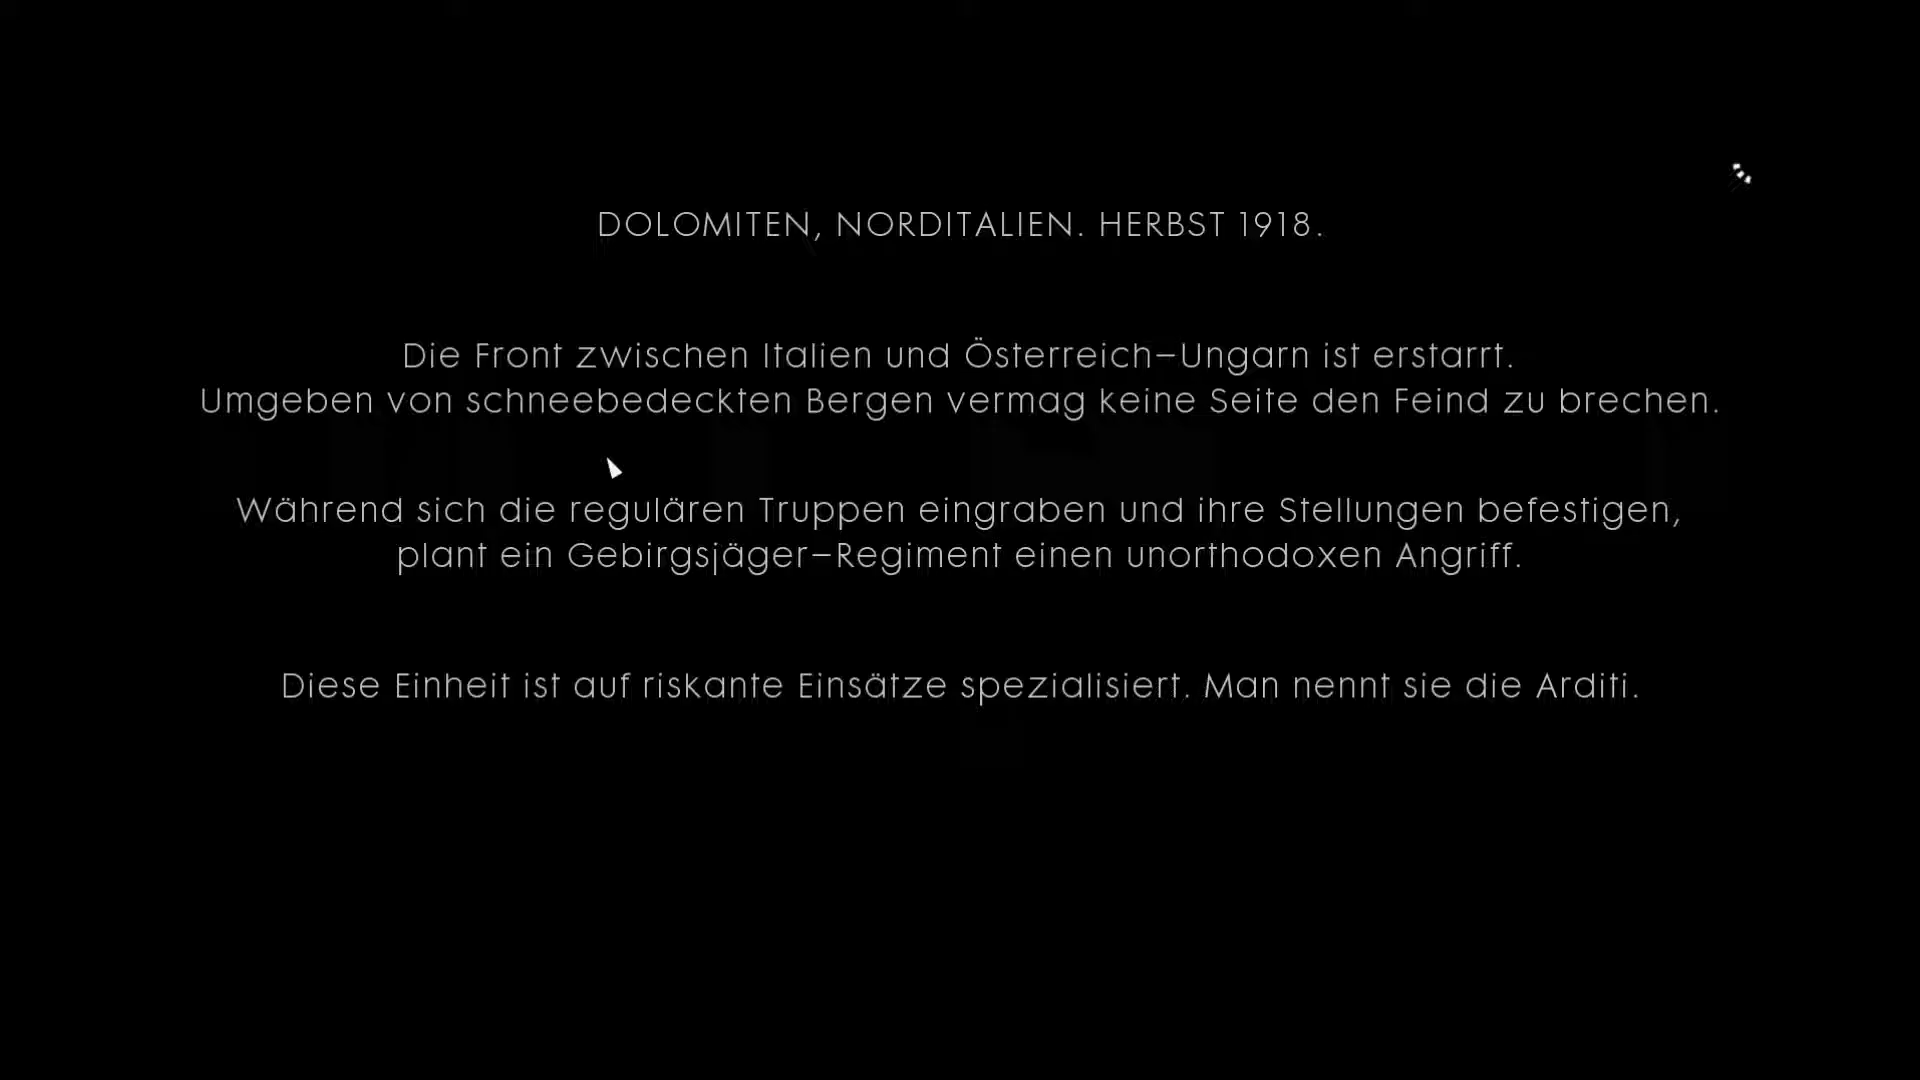 DOLOMITEN, NORDITALIEN. HERBST 1918.
Die Front zwischen Italien und Österreich-Ungarn ist erstarrt.
Umgeben von schneebedeckten Bergen vermag keine Seite den Feind zu brechen.
Während sich die regulären Truppen eingraben und ihre Stellungen befestigen,
plant ein Gebirgsjäger-Regiment einen unorthodoxen Angriff.
Diese Einheit ist auf riskante Einsätze spezialisiert. Man nennt sie die Arditi.